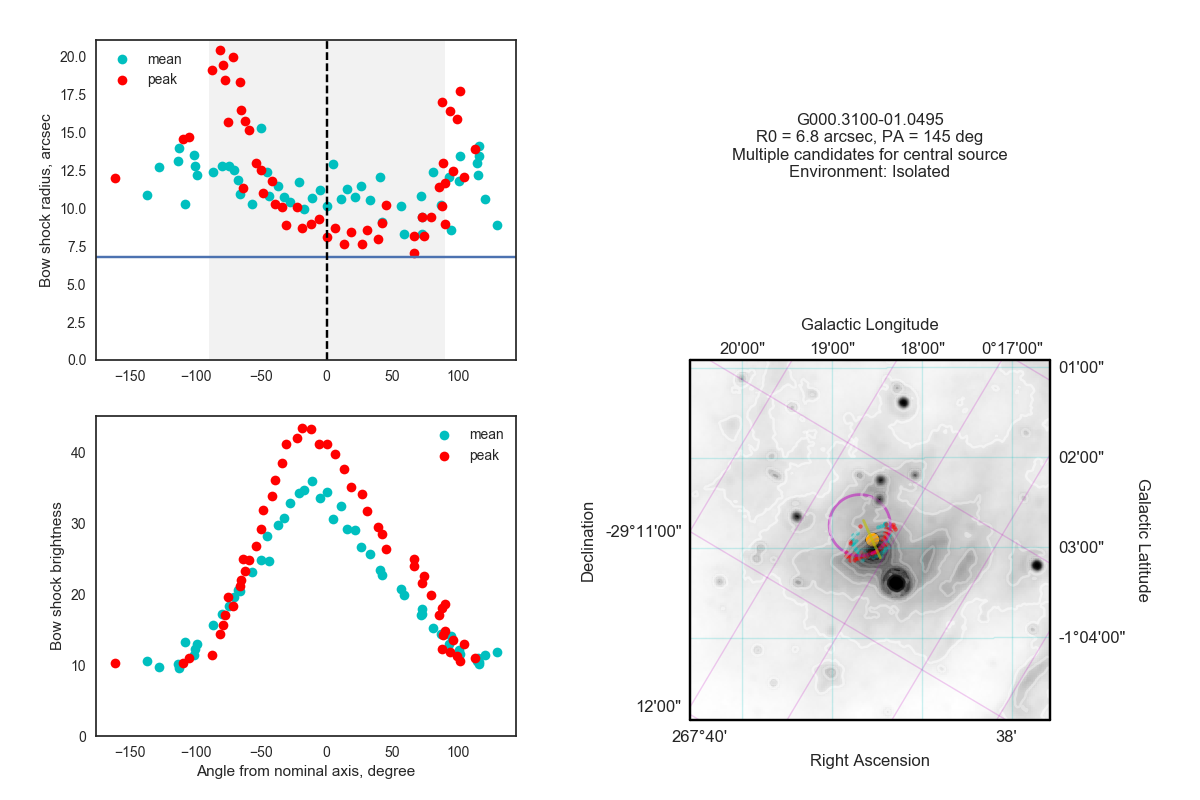 20.0
17.5
15.0
12.5
10.0
7.5
5.0
2.5
0.0
Bow shock radius, arcsec
mean
peak
−150
−100
−50
0
50
100
40
30
20
10
0
Bow shock brightness
mean
peak
−150
−100
−50
0
50
100
Angle from nominal axis, degree
G000.3100-01.0495
R0 = 6.8 arcsec, PA = 145 deg
Multiple candidates for central source
Environment: Isolated
Galactic Longitude
20'00"
19'00"
18'00"
0°17'00"
01'00"
02'00"
03'00"
-1°04'00"
Galactic Latitude
Declination
-29°11'00"
12'00"
267°40'
38'
Right Ascension